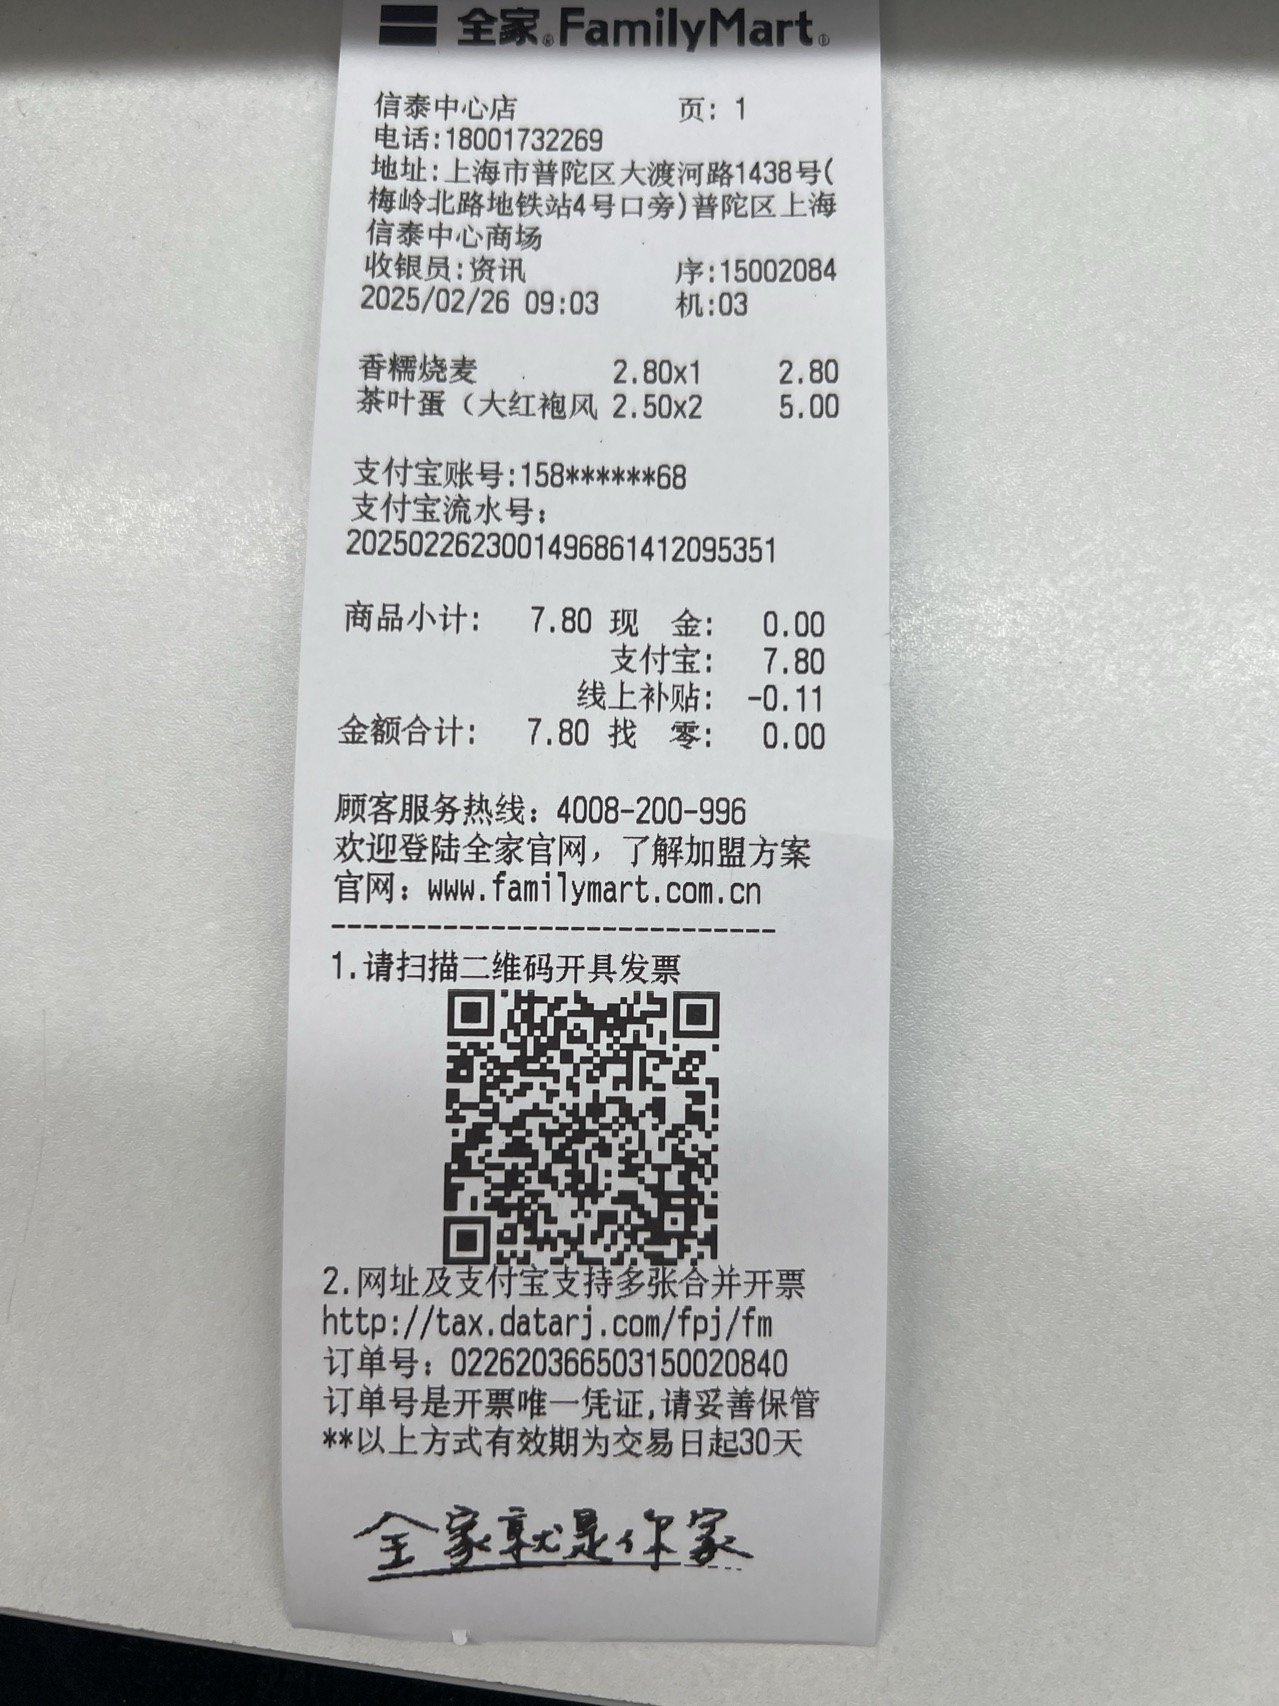 全家®FamilyMart®
信泰中心店 页: 1
电话:18001732269
地址:上海市普陀区大渡河路1438号(
梅岭北路地铁站4号口旁)普陀区上海
信泰中心商场
收银员:资讯 序:15002084
2025/02/26 09:03 机:03
香糯烧麦 2.80x1 2.80
茶叶蛋（大红袍风 2.50x2 5.00
支付宝账号:158******68
支付宝流水号：
2025022623001496861412095351
商品小计: 7.80 现 金: 0.00
支付宝: 7.80
线上补贴: -0.11
金额合计: 7.80 找 零: 0.00
顾客服务热线：4008-200-996
欢迎登陆全家官网，了解加盟方案
官网：www.familymart.com.cn
----------------------------
1.请扫描二维码开具发票
2.网址及支付宝支持多张合并开票
http://tax.datarj.com/fpj/fm
订单号：022620366503150020840
订单号是开票唯一凭证,请妥善保管
**以上方式有效期为交易日起30天
全家就是你家